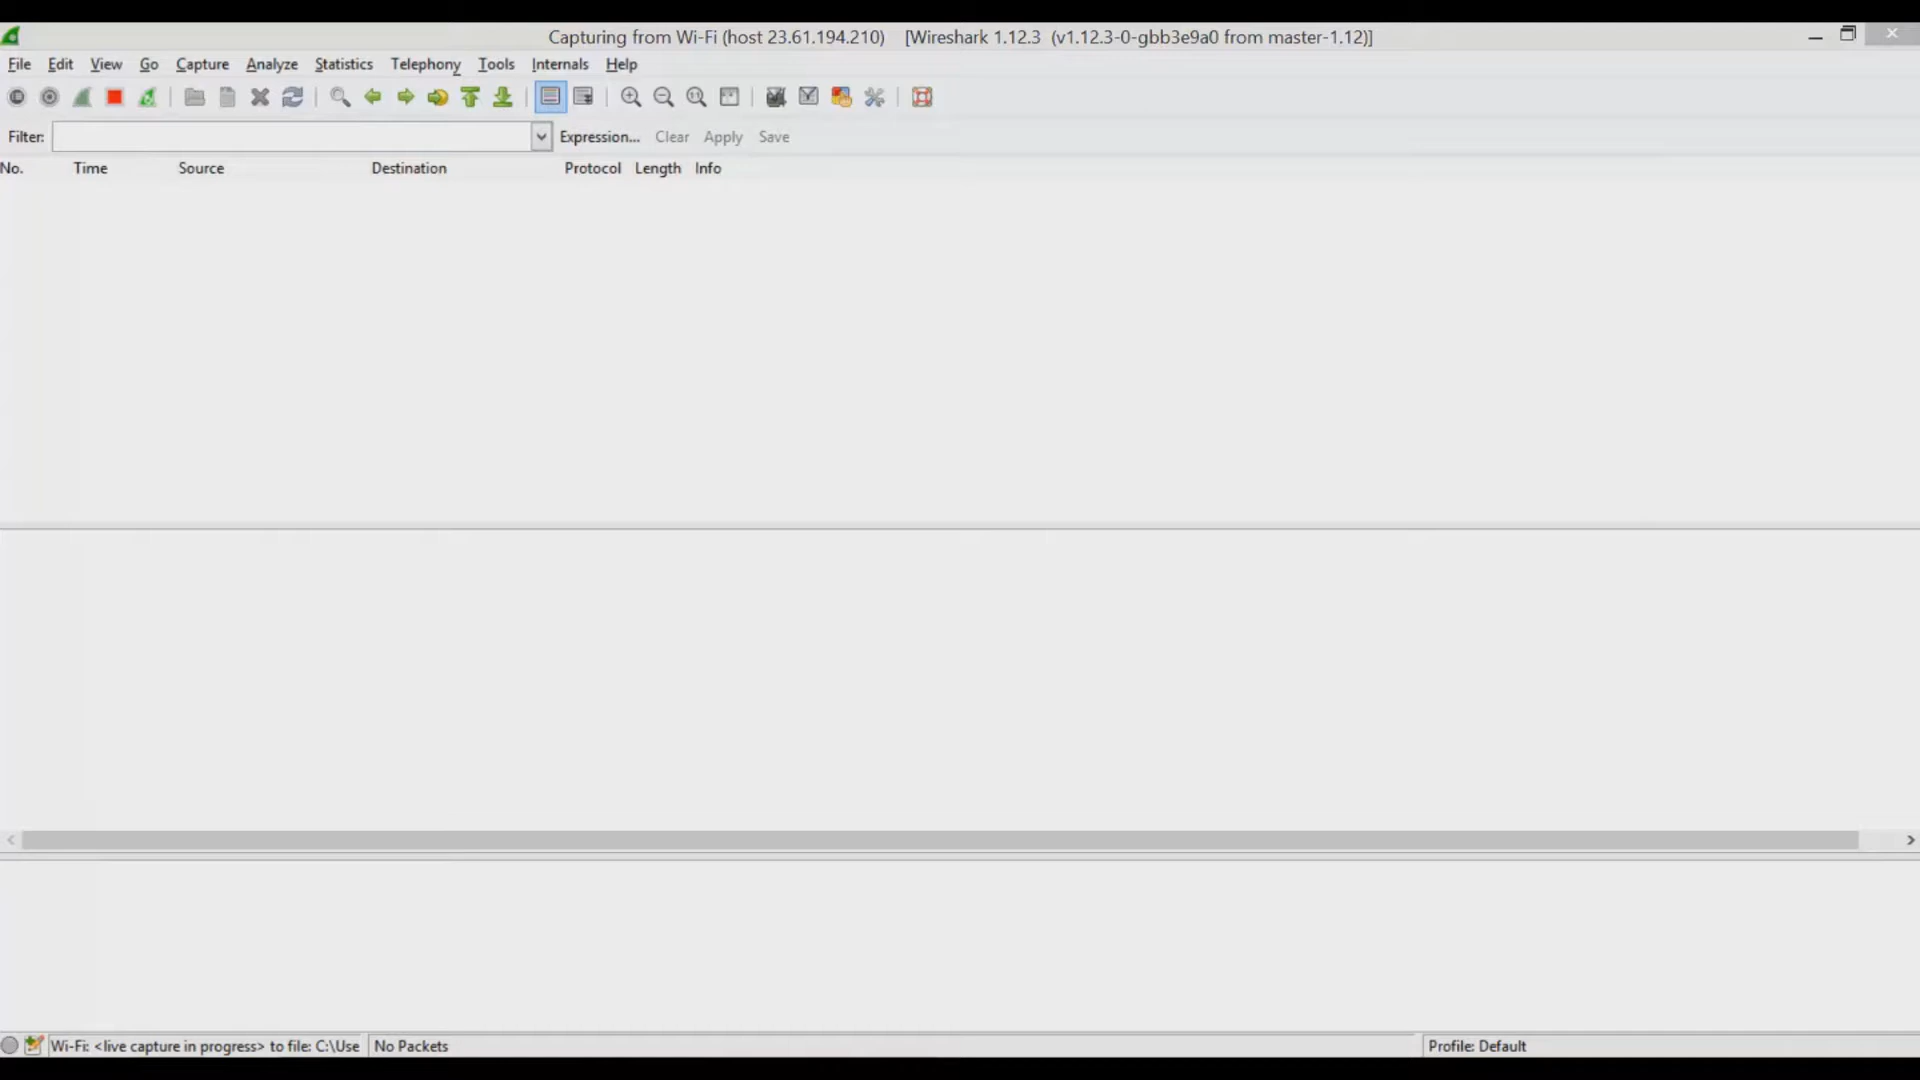 Capturing from Wi-Fi (host 23.61.194.210) [Wireshark 1.12.3 (v1.12.3-0-gbb3e9a0 from master-1.12)]
File Edit View Go Capture Analyze Statistics Telephony Tools Internals Help
Filter: Expression... Clear Apply Save
No. Time Source Destination Protocol Length Info
Wi-Fi: <live capture in progress> to file: C:\Use No Packets Profile: Default